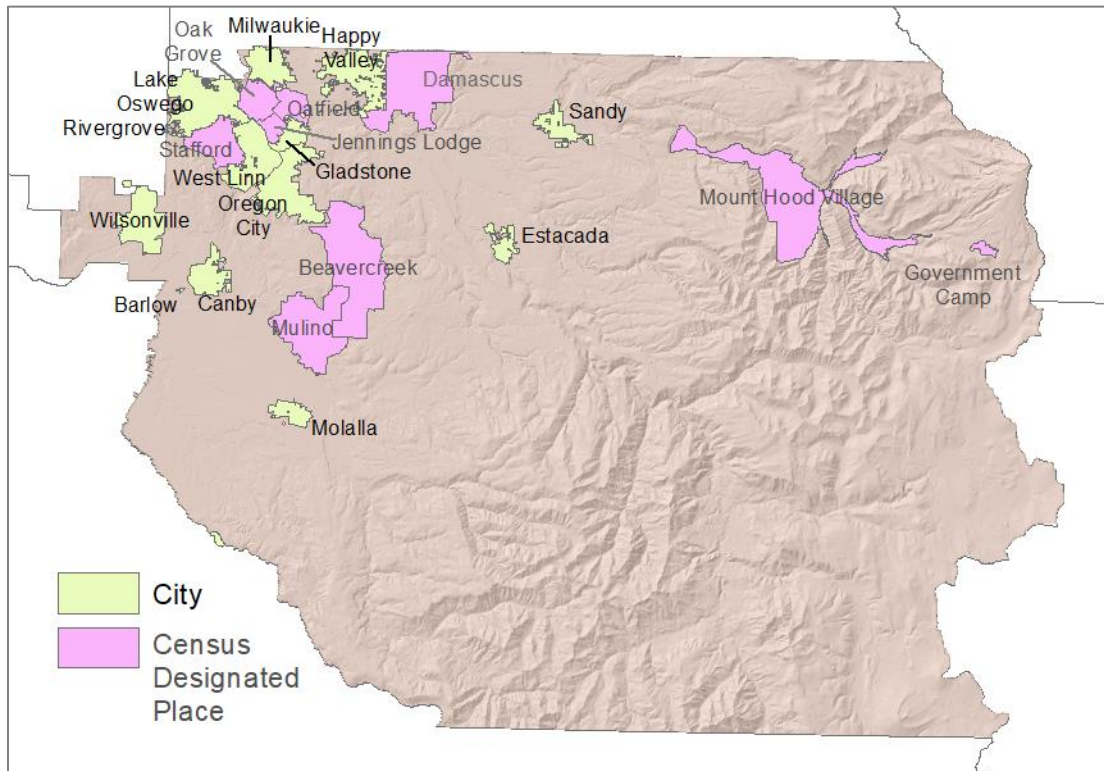 Oak
Grove
Milwaukie
Happy
Valley
Lake
Oswego
Damascus
Oatfield
Sandy
Rivergrove
Stafford
Jennings Lodge
Gladstone
West Linn
Mount Hood Village
Oregon
City
Wilsonville
Estacada
Beavercreek
Government
Camp
Barlow
Canby
Mulino
Molalla
City
Census
Designated
Place